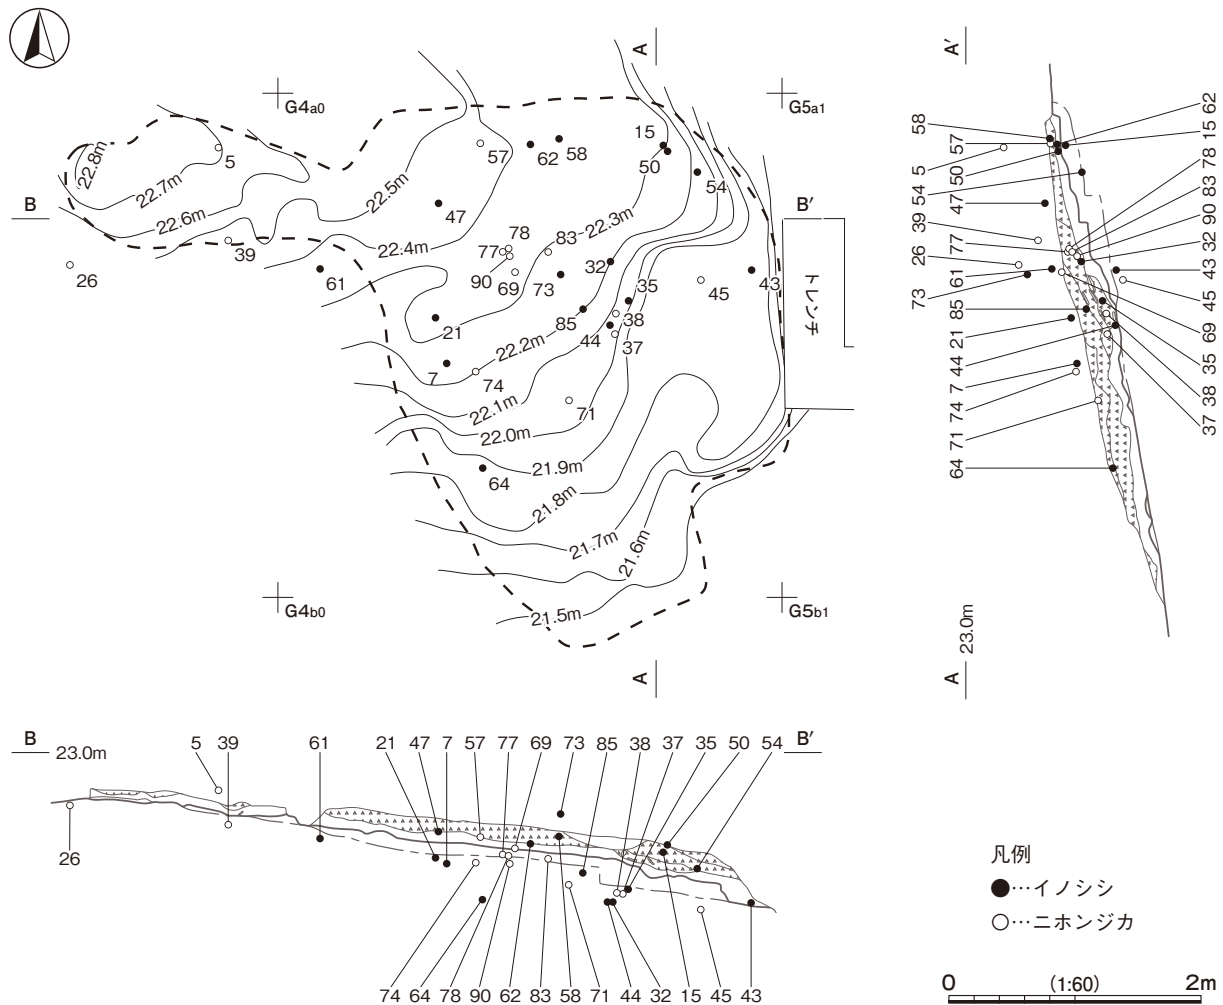 A
A′
G4a0
G5a1
22.8m
5
57
62
58
15
50
54
22.7m
22.5m
47
22.3m
B
22.6m
B′
39
22.4m
78
83
77
26
61
90
69
73
32
35
45
43
トレンチ
21
85
38
44
37
22.2m
7
74
22.1m
71
22.0m
64
21.9m
21.8m
21.7m
21.6m
G4b0
G5b1
21.5m
A
58
57
5
50
54
47
39
77
26
61
73
85
21
44
7
74
71
64
62
15
78
83
90
32
43
45
69
35
38
37
23.0m
A
B
23.0m
5 39 61 21 47 7 57 77 69 73 85 38 37 35 50 54
B′
26
74 64 78 90 62 83 58 71 44 32 15 45 43
凡例
●…イノシシ
○…ニホンジカ
0 (1:60) 2m